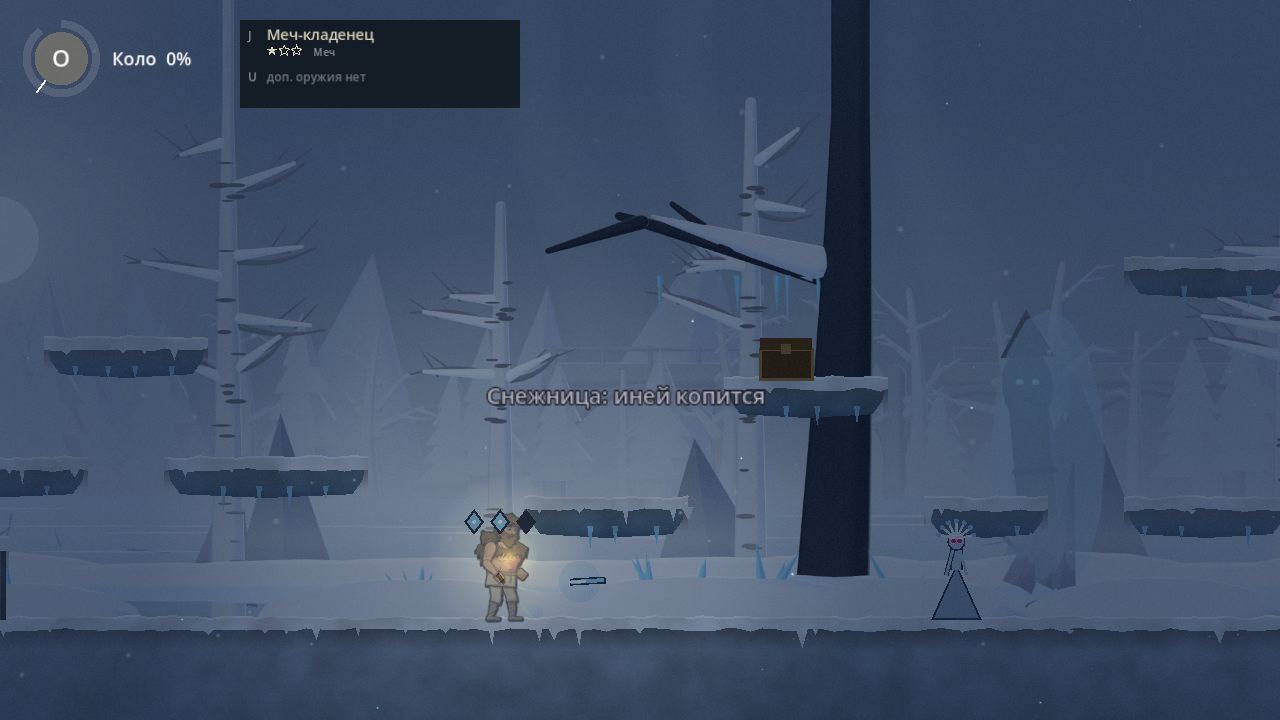 О
Коло 0%
J Меч-кладенец
★☆☆ Меч
U доп. оружия нет
Снежница: иней копится